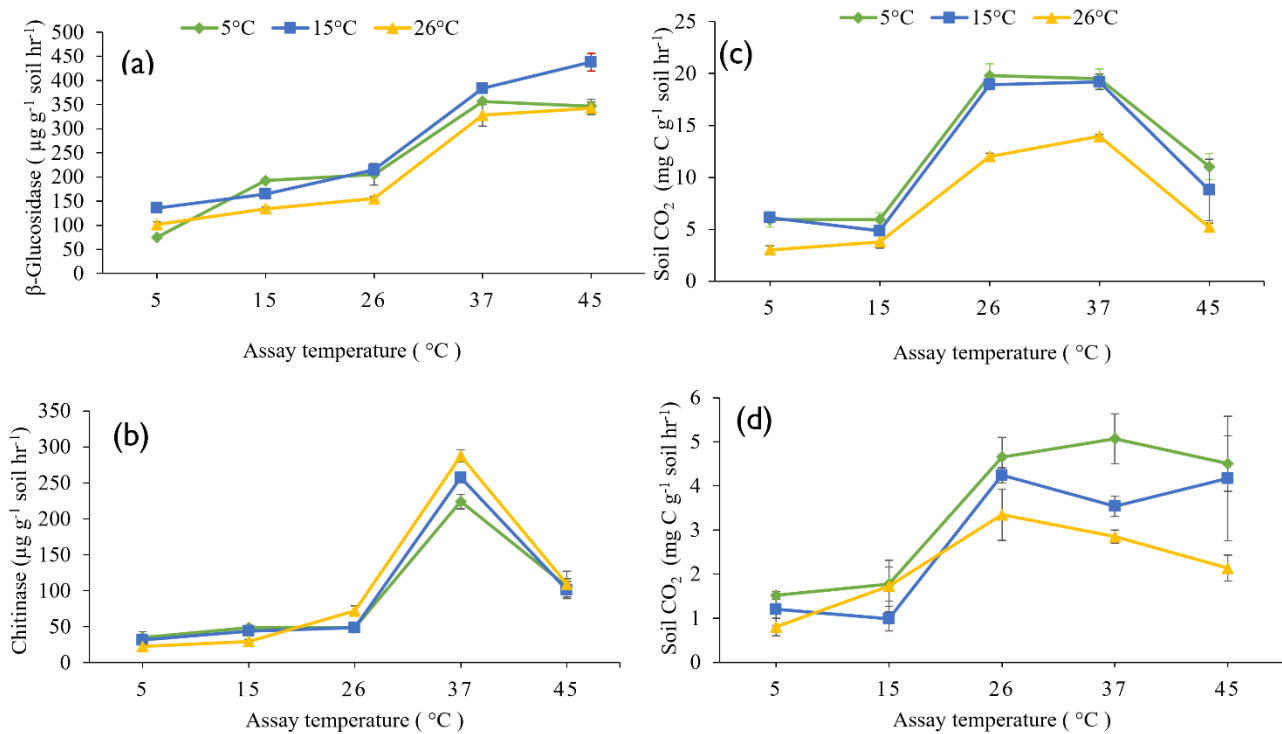 5°C 15°C 26°C
(a)
β-Glucosidase ( μg g-1 soil hr-1)
500
450
400
350
300
250
200
150
100
50
0
5 15 26 37 45
Assay temperature ( °C )
5°C 15°C 26°C
(c)
Soil CO2 (mg C g-1 soil hr-1)
25
20
15
10
5
0
5 15 26 37 45
Assay temperature ( °C )
(b)
Chitinase (μg g-1 soil hr-1)
350
300
250
200
150
100
50
0
5 15 26 37 45
Assay temperature ( °C )
(d)
Soil CO2 (mg C g-1 soil hr-1)
6
5
4
3
2
1
0
5 15 26 37 45
Assay temperature ( °C )